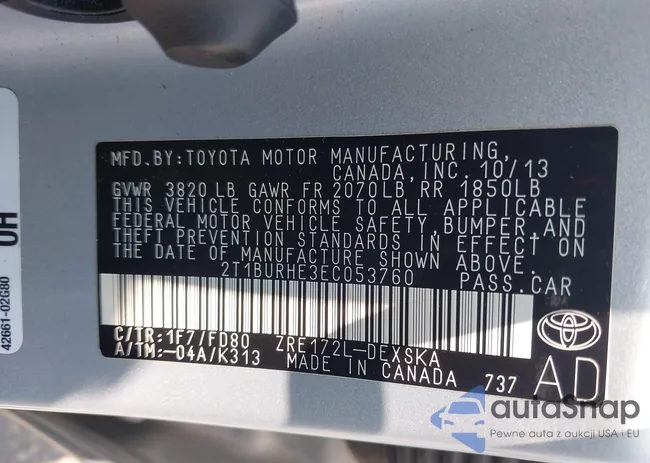 MFD.BY:TOYOTA MOTOR MANUFACTURING,
CANADA, INC. 10/13
GVWR 3820 LB GAWR FR 2070LB RR 1850LB
THIS VEHICLE CONFORMS TO ALL APPLICABLE
FEDERAL MOTOR VEHICLE SAFETY,BUMPER,AND
THEFT PREVENTION STANDARDS IN EFFECT ON
THE DATE OF MANUFACTURE SHOWN ABOVE.
2T1BURHE3EC053760 PASS.CAR
C/TR:1F7/FD80 ZRE172L-DEXSKA
A/TM:-04A/K313 MADE IN CANADA 737
AD
42661-02G80
HO
autoSnap
Pewne auta z aukcji USA i EU